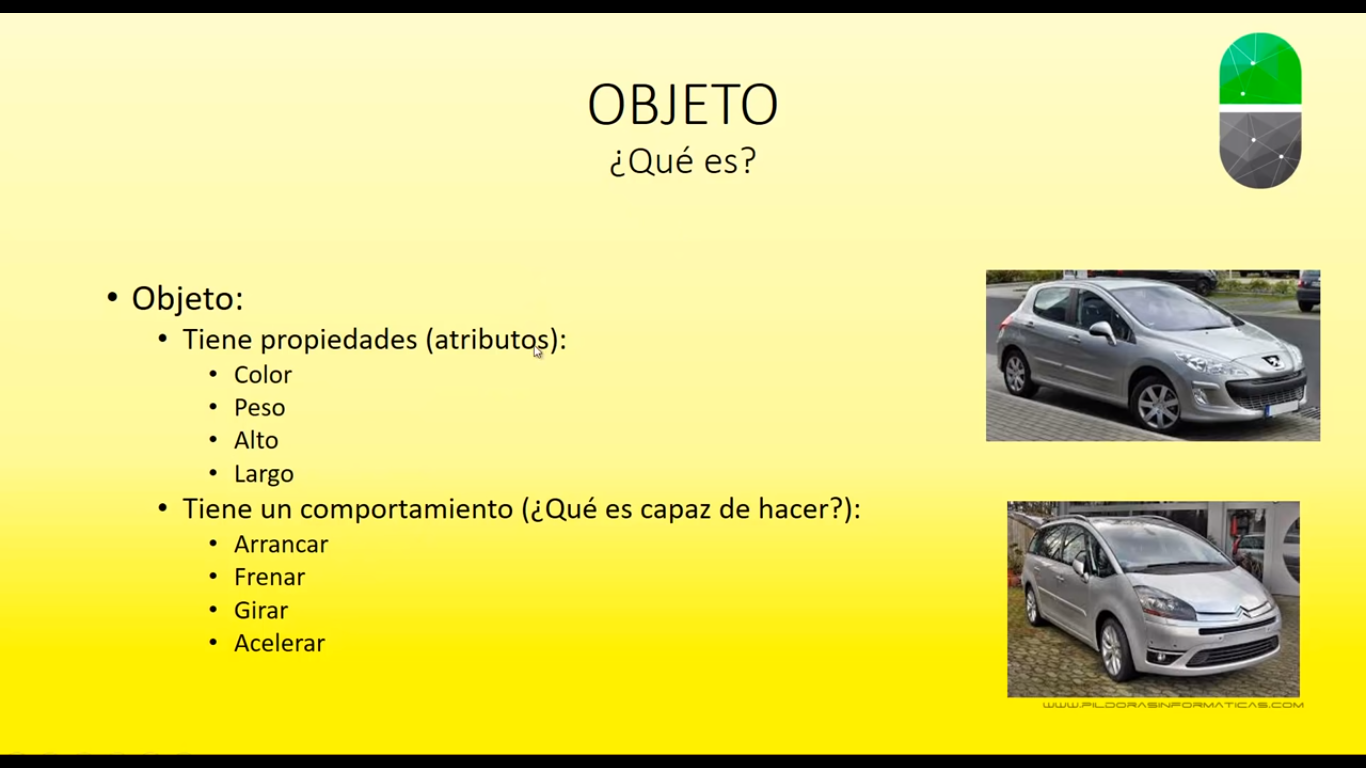 OBJETO
¿Qué es?
• Objeto:
• Tiene propiedades (atributos):
• Color
• Peso
• Alto
• Largo
• Tiene un comportamiento (¿Qué es capaz de hacer?):
• Arrancar
• Frenar
• Girar
• Acelerar
WWW.PILDORASINFORMATICAS.COM